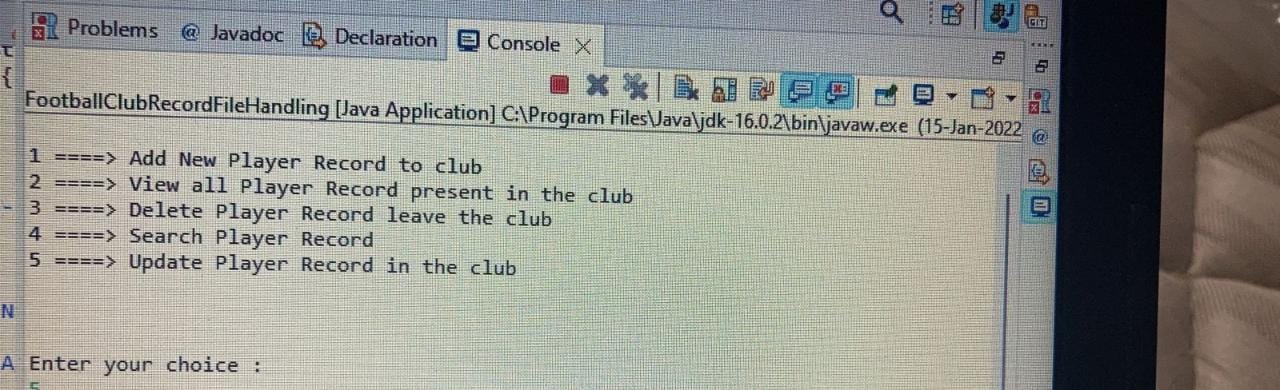 Problems @ Javadoc Declaration Console
GIT
FootballClubRecordFileHandling [Java Application] C:\Program Files\Java\jdk-16.0.2\bin\javaw.exe (15-Jan-2022
1 ====> Add New Player Record to club
2 ====> View all Player Record present in the club
3 ====> Delete Player Record leave the club
4 ====> Search Player Record
5 ====> Update Player Record in the club
N
A Enter your choice :
5